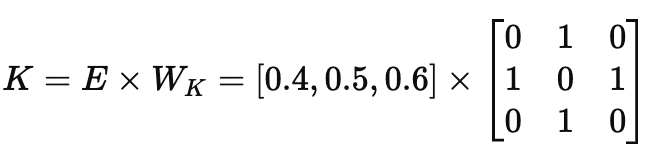 K = E × W_K = [0.4, 0.5, 0.6] × [0 1 0
1 0 1
0 1 0]